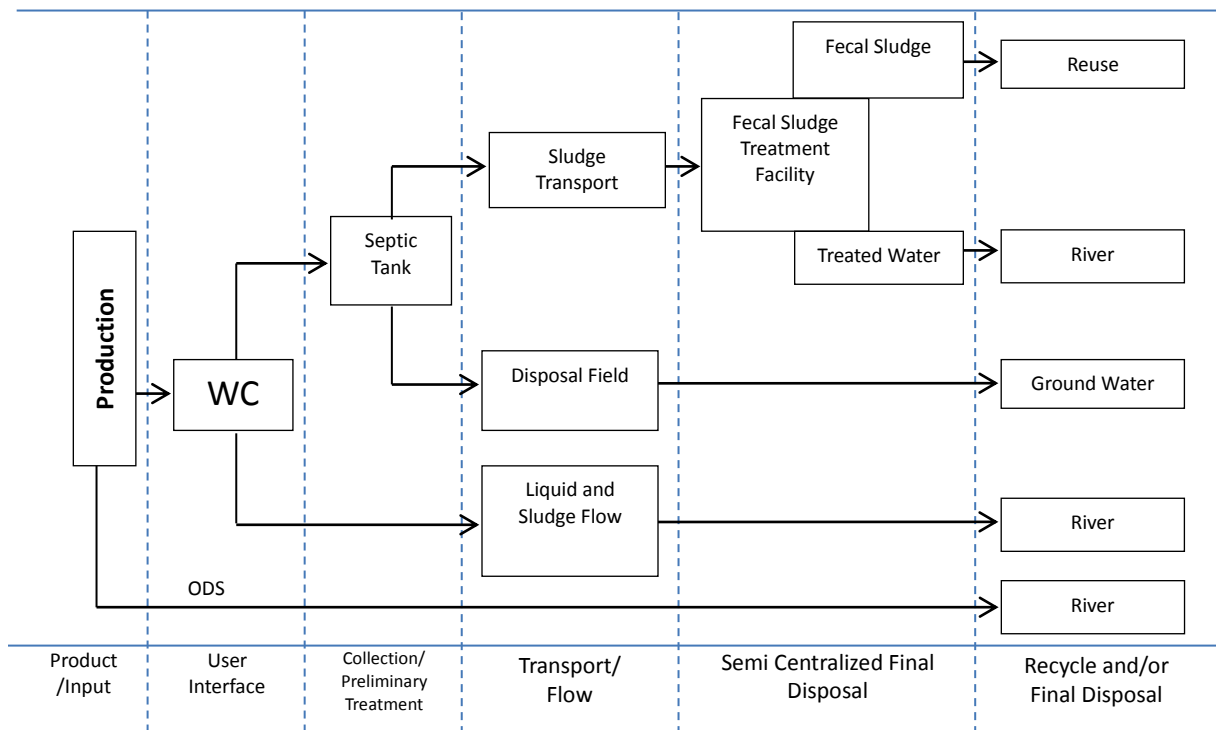 Fecal Sludge
Reuse
Fecal Sludge
Treatment
Facility
Sludge
Transport
Septic
Tank
Treated Water
River
Production
WC
Disposal Field
Ground Water
Liquid and
Sludge Flow
River
ODS
River
Product
/Input
User
Interface
Collection/
Preliminary
Treatment
Transport/
Flow
Semi Centralized Final
Disposal
Recycle and/or
Final Disposal